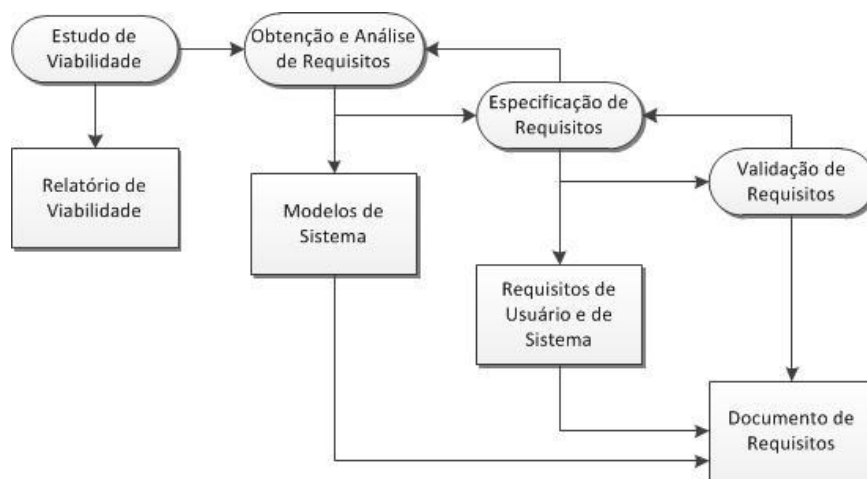 Estudo de
Viabilidade
Obtenção e Análise
de Requisitos
Especificação de
Requisitos
Validação de
Requisitos
Relatório de
Viabilidade
Modelos de
Sistema
Requisitos de
Usuário e de
Sistema
Documento de
Requisitos